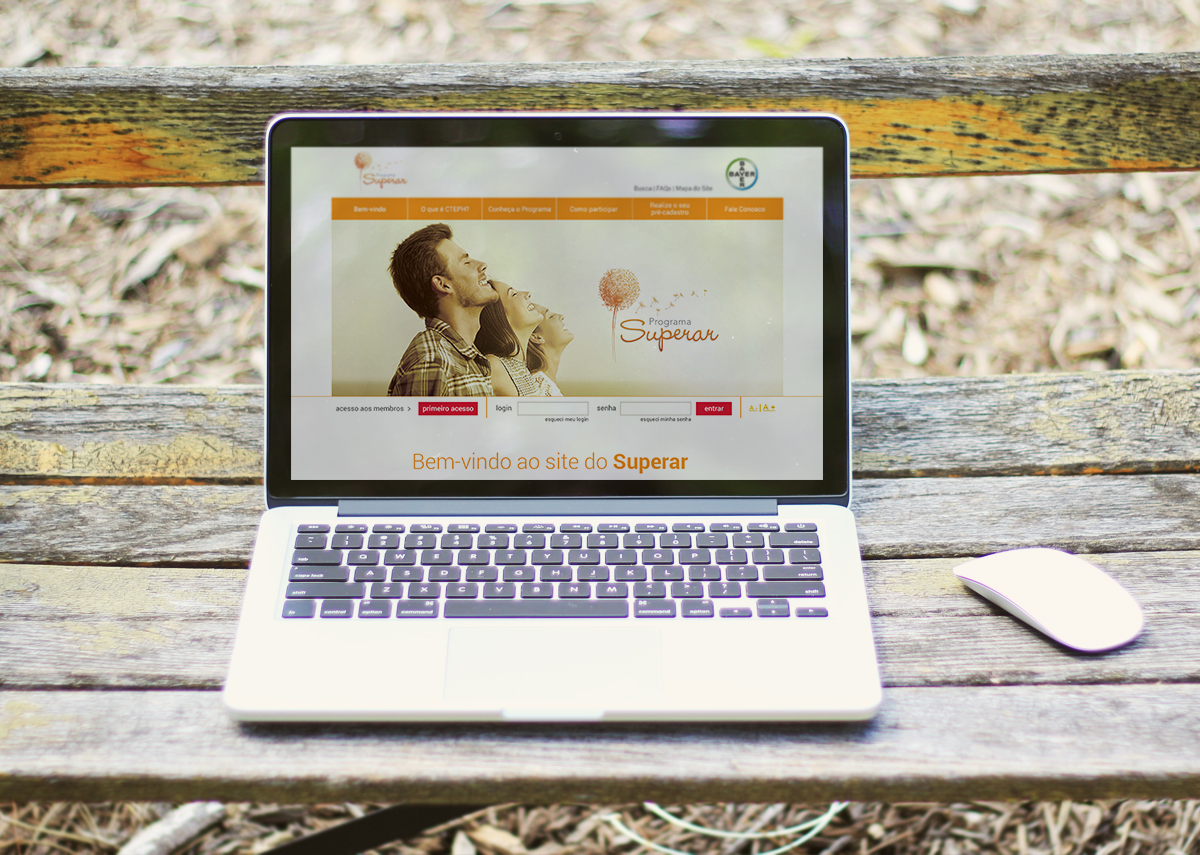 Programa
Superar
BAYER
BAYER
Busca | FAQs | Mapa do Site
Bem-vindo
O que é CTEPH?
Conheça o Programa
Como participar
Realize o seu
pré-cadastro
Fale Conosco
Programa
Superar
acesso aos membros >
primeiro acesso
login
esqueci meu login
senha
esqueci minha senha
entrar
Bem-vindo ao site do Superar
delete
tab
Q W E R T Y U I O P
caps lock
A S D F G H J K L
return
shift
Z X C V B N M
shift
fn control option command
command option